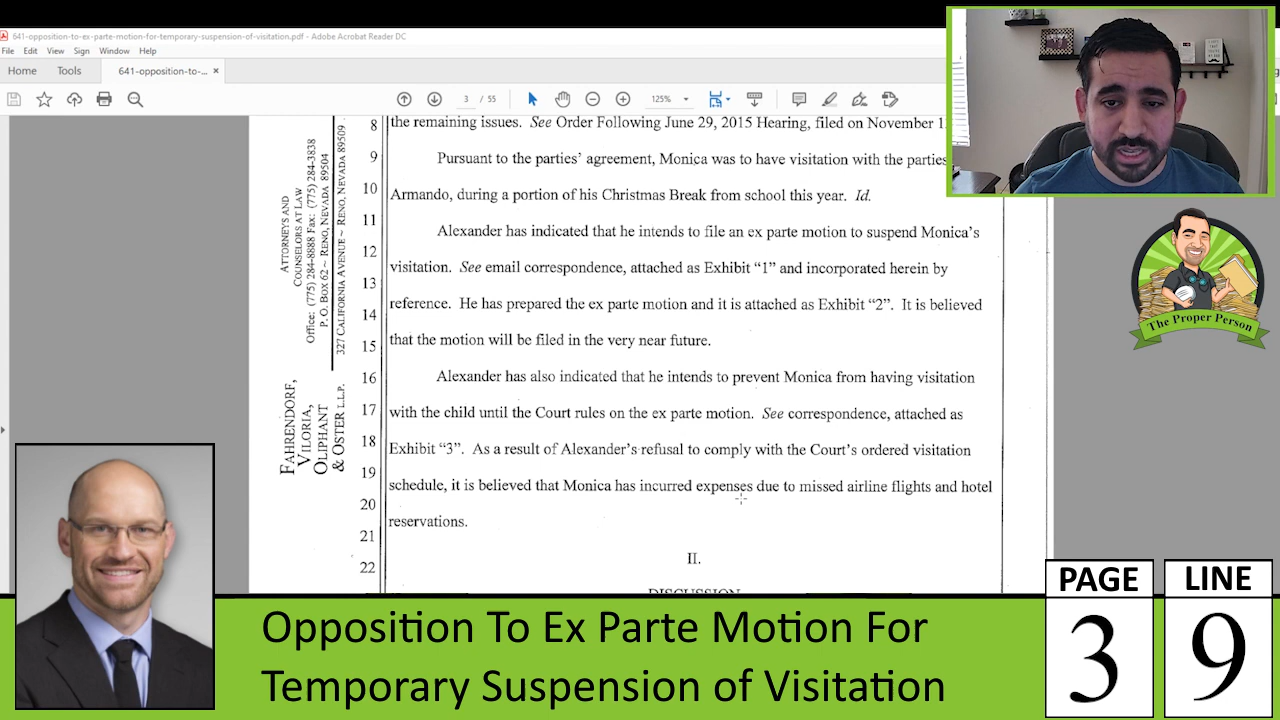 641-opposition-to-ex-parte-motion-for-temporary-suspension-of-visitation.pdf - Adobe Acrobat Reader DC
File Edit View Sign Window Help
Home Tools 641-opposition-to-... ×
3 / 55 125%
8 the remaining issues. See Order Following June 29, 2015 Hearing, filed on November 1
9 Pursuant to the parties' agreement, Monica was to have visitation with the parties
10 Armando, during a portion of his Christmas Break from school this year. Id.
11 Alexander has indicated that he intends to file an ex parte motion to suspend Monica's
12 visitation. See email correspondence, attached as Exhibit "1" and incorporated herein by
13 reference. He has prepared the ex parte motion and it is attached as Exhibit "2". It is believed
14 that the motion will be filed in the very near future.
15
16 Alexander has also indicated that he intends to prevent Monica from having visitation
17 with the child until the Court rules on the ex parte motion. See correspondence, attached as
18 Exhibit "3". As a result of Alexander's refusal to comply with the Court's ordered visitation
19 schedule, it is believed that Monica has incurred expenses due to missed airline flights and hotel
20 reservations.
21
22 II.
DISCUSSION
ATTORNEYS AND
COUNSELORS AT LAW
Office: (775) 284-8888 Fax: (775) 284-3838
P. O. BOX 62 ~ RENO, NEVADA 89504
327 CALIFORNIA AVENUE ~ RENO, NEVADA 89509
FAHRENDORF,
VILORIA,
OLIPHANT
& OSTER L.L.P.
The Proper Person
Opposition To Ex Parte Motion For
Temporary Suspension of Visitation
PAGE
3
LINE
9